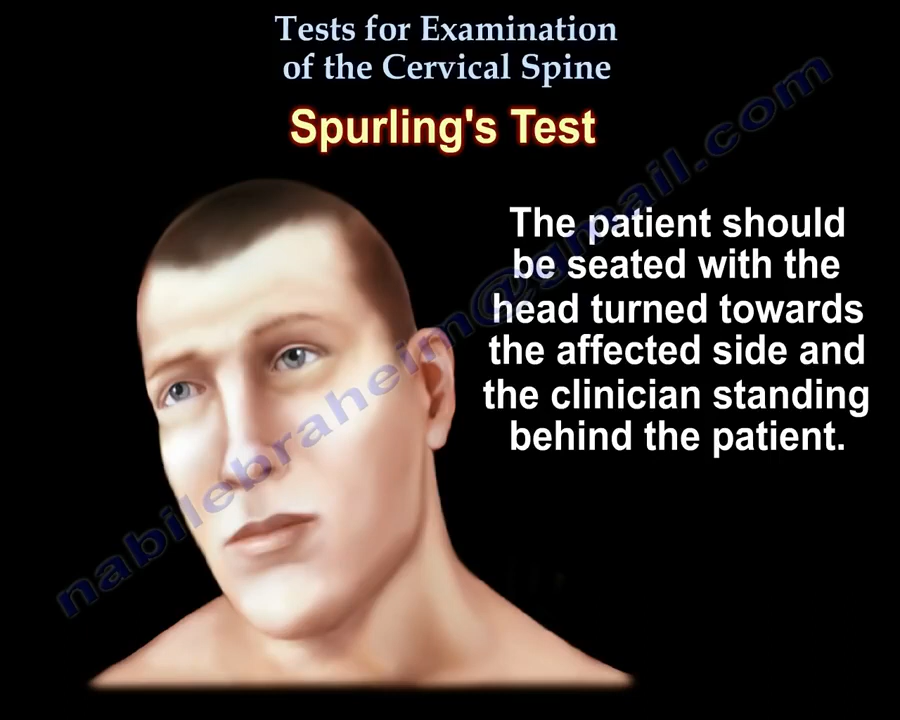 Tests for Examination
of the Cervical Spine
Spurling's Test
The patient should
be seated with the
head turned towards
the affected side and
the clinician standing
behind the patient.
nabilebraheim@gmail.com